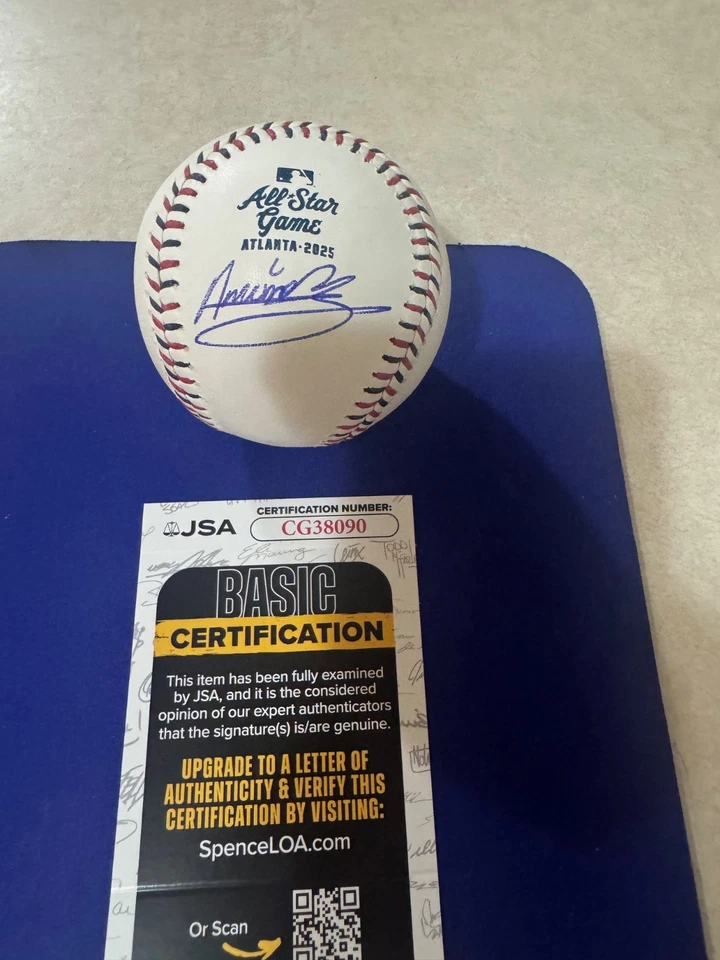 All★Star
Game
ATLANTA • 2025
JSA
CERTIFICATION NUMBER:
CG38090
BASIC
CERTIFICATION
This item has been fully examined
by JSA, and it is the considered
opinion of our expert authenticators
that the signature(s) is/are genuine.
UPGRADE TO A LETTER OF
AUTHENTICITY & VERIFY THIS
CERTIFICATION BY VISITING:
SpenceLOA.com
Or Scan